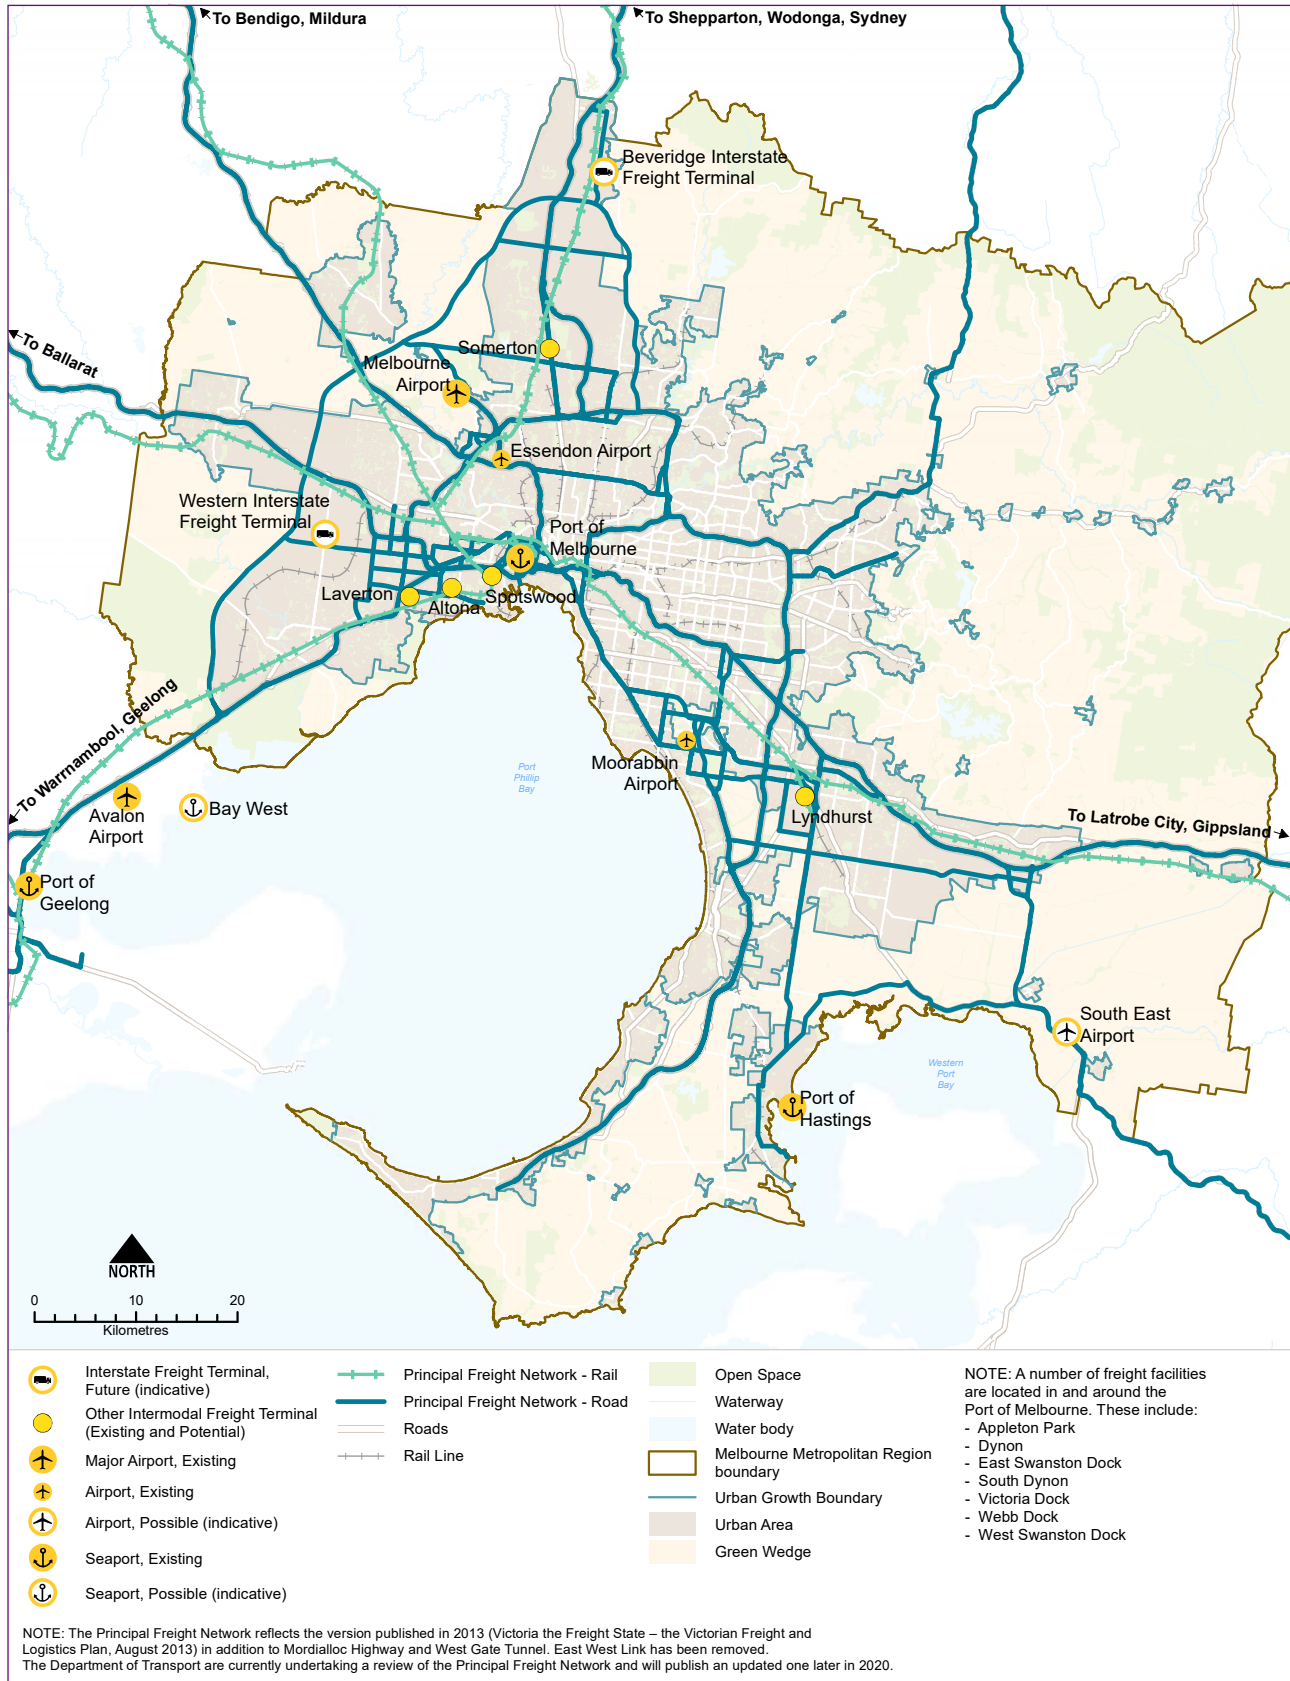 To Bendigo, Mildura
To Shepparton, Wodonga, Sydney
Beveridge Interstate
Freight Terminal
To Ballarat
Somerton
Melbourne
Airport
Essendon Airport
Western Interstate
Freight Terminal
Port of
Melbourne
Laverton
Altona
Spotswood
To Warrnambool, Geelong
Port
Phillip
Bay
Moorabbin
Airport
Avalon
Airport
Bay West
Lyndhurst
To Latrobe City, Gippsland
Port of
Geelong
South East
Airport
Western
Port
Bay
Port of
Hastings
NORTH
0 10 20
Kilometres
Interstate Freight Terminal,
Future (indicative)
Other Intermodal Freight Terminal
(Existing and Potential)
Major Airport, Existing
Airport, Existing
Airport, Possible (indicative)
Seaport, Existing
Seaport, Possible (indicative)
Principal Freight Network - Rail
Principal Freight Network - Road
Roads
Rail Line
Open Space
Waterway
Water body
Melbourne Metropolitan Region
boundary
Urban Growth Boundary
Urban Area
Green Wedge
NOTE: A number of freight facilities
are located in and around the
Port of Melbourne. These include:
- Appleton Park
- Dynon
- East Swanston Dock
- South Dynon
- Victoria Dock
- Webb Dock
- West Swanston Dock
NOTE: The Principal Freight Network reflects the version published in 2013 (Victoria the Freight State – the Victorian Freight and
Logistics Plan, August 2013) in addition to Mordialloc Highway and West Gate Tunnel. East West Link has been removed.
The Department of Transport are currently undertaking a review of the Principal Freight Network and will publish an updated one later in 2020.